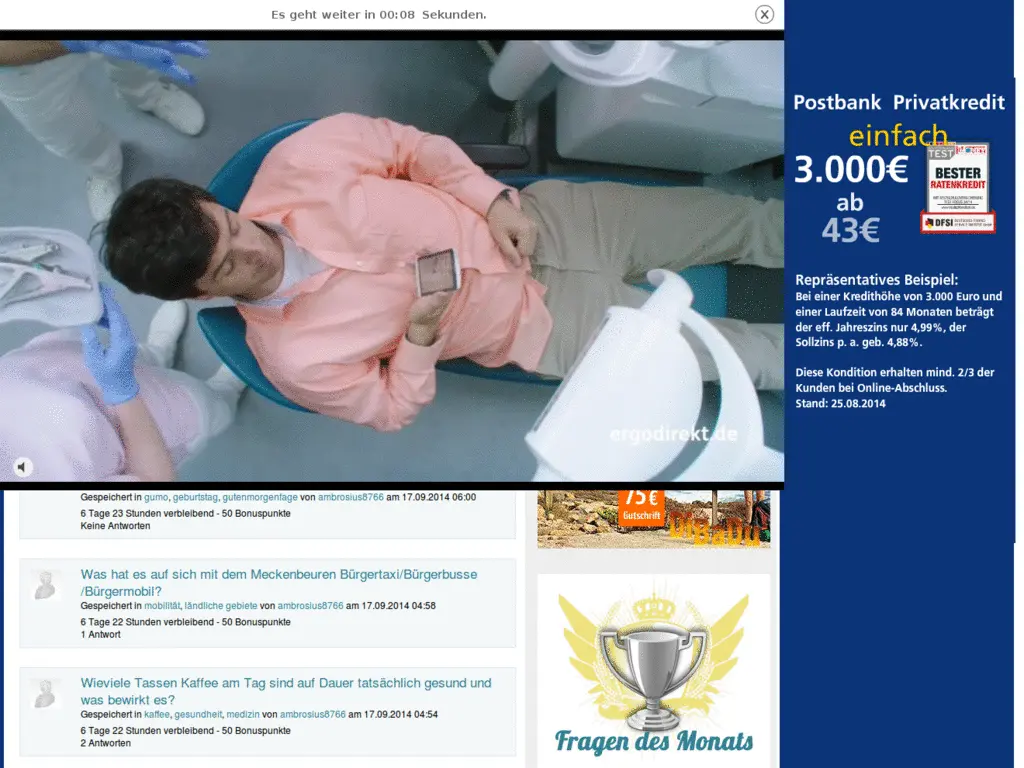 Es geht weiter in 00:08 Sekunden.
ergodirekt.de
Postbank Privatkredit
einfach
3.000€
ab
43€
TEST
BESTER
RATENKREDIT
DFSI
Repräsentatives Beispiel:
Bei einer Kredithöhe von 3.000 Euro und
einer Laufzeit von 84 Monaten beträgt
der eff. Jahreszins nur 4,99%, der
Sollzins p. a. geb. 4,88%.
Diese Kondition erhalten mind. 2/3 der
Kunden bei Online-Abschluss.
Stand: 25.08.2014
Gespeichert in gumo, geburtstag, gutenmorgenfage von ambrosius8766 am 17.09.2014 06:00
6 Tage 23 Stunden verbleibend - 50 Bonuspunkte
Keine Antworten
Was hat es auf sich mit dem Meckenbeuren Bürgertaxi/Bürgerbusse
/Bürgermobil?
Gespeichert in mobilität, ländliche gebiete von ambrosius8766 am 17.09.2014 04:58
6 Tage 22 Stunden verbleibend - 50 Bonuspunkte
1 Antwort
Wieviele Tassen Kaffee am Tag sind auf Dauer tatsächlich gesund und
was bewirkt es?
Gespeichert in kaffee, gesundheit, medizin von ambrosius8766 am 17.09.2014 04:54
6 Tage 22 Stunden verbleibend - 50 Bonuspunkte
2 Antworten
75€
Gutschrift
DiBaDu
Fragen des Monats